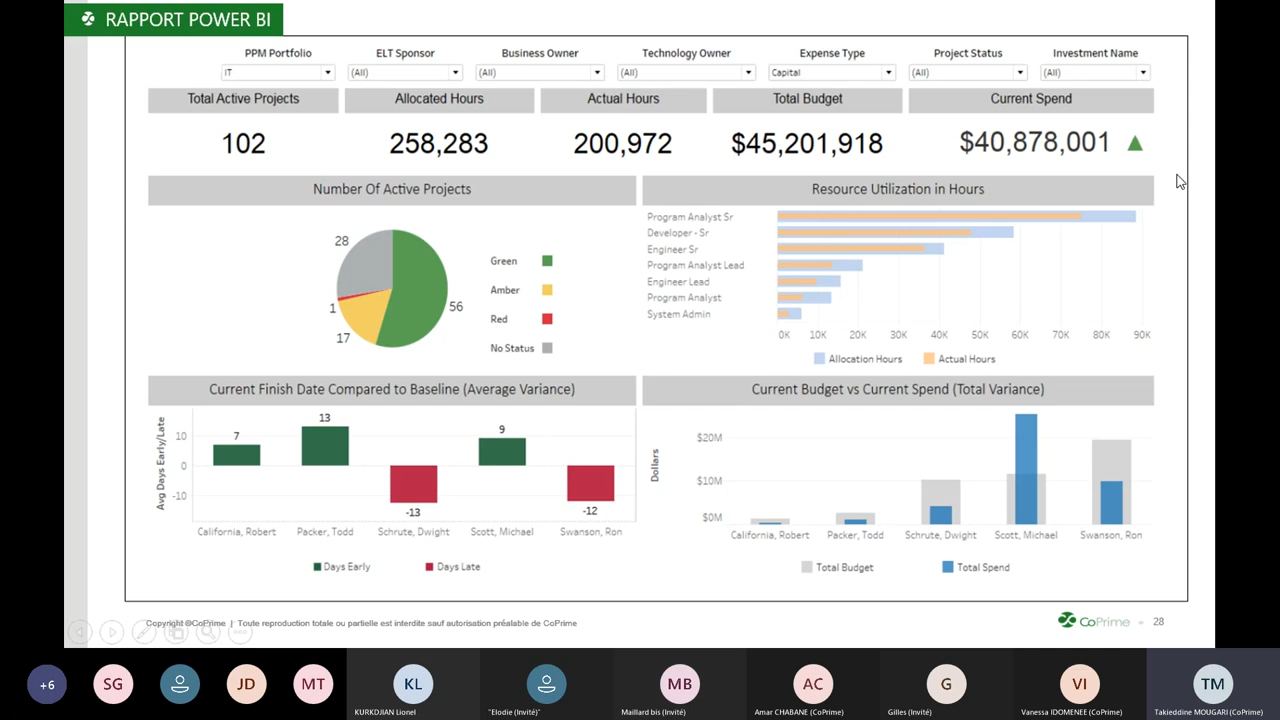 RAPPORT POWER BI
PPM Portfolio ELT Sponsor Business Owner Technology Owner Expense Type Project Status Investment Name
IT (All) (All) (All) Capital (All) (All)
Total Active Projects Allocated Hours Actual Hours Total Budget Current Spend
102 258,283 200,972 $45,201,918 $40,878,001
Number Of Active Projects
28
1
17
56
Green
Amber
Red
No Status
Resource Utilization in Hours
Program Analyst Sr
Developer - Sr
Engineer Sr
Program Analyst Lead
Engineer Lead
Program Analyst
System Admin
0K 10K 20K 30K 40K 50K 60K 70K 80K 90K
Allocation Hours Actual Hours
Current Finish Date Compared to Baseline (Average Variance)
Avg Days Early/Late
10
0
-10
7 13 -13 9 -12
California, Robert Packer, Todd Schrute, Dwight Scott, Michael Swanson, Ron
Days Early Days Late
Current Budget vs Current Spend (Total Variance)
Dollars
$20M
$10M
$0M
California, Robert Packer, Todd Schrute, Dwight Scott, Michael Swanson, Ron
Total Budget Total Spend
Copyright ©CoPrime | Toute reproduction totale ou partielle est interdite sauf autorisation préalable de CoPrime
CoPrime - 28
+6 SG JD MT KL MB AC G VI TM
KURKDJIAN Lionel "Elodie (Invité)" Maillard bis (Invité) Amar CHABANE (CoPrime) Gilles (Invité) Vanessa IDOMENEE (CoPrime) Takieddine MOUGARI (CoPrime)